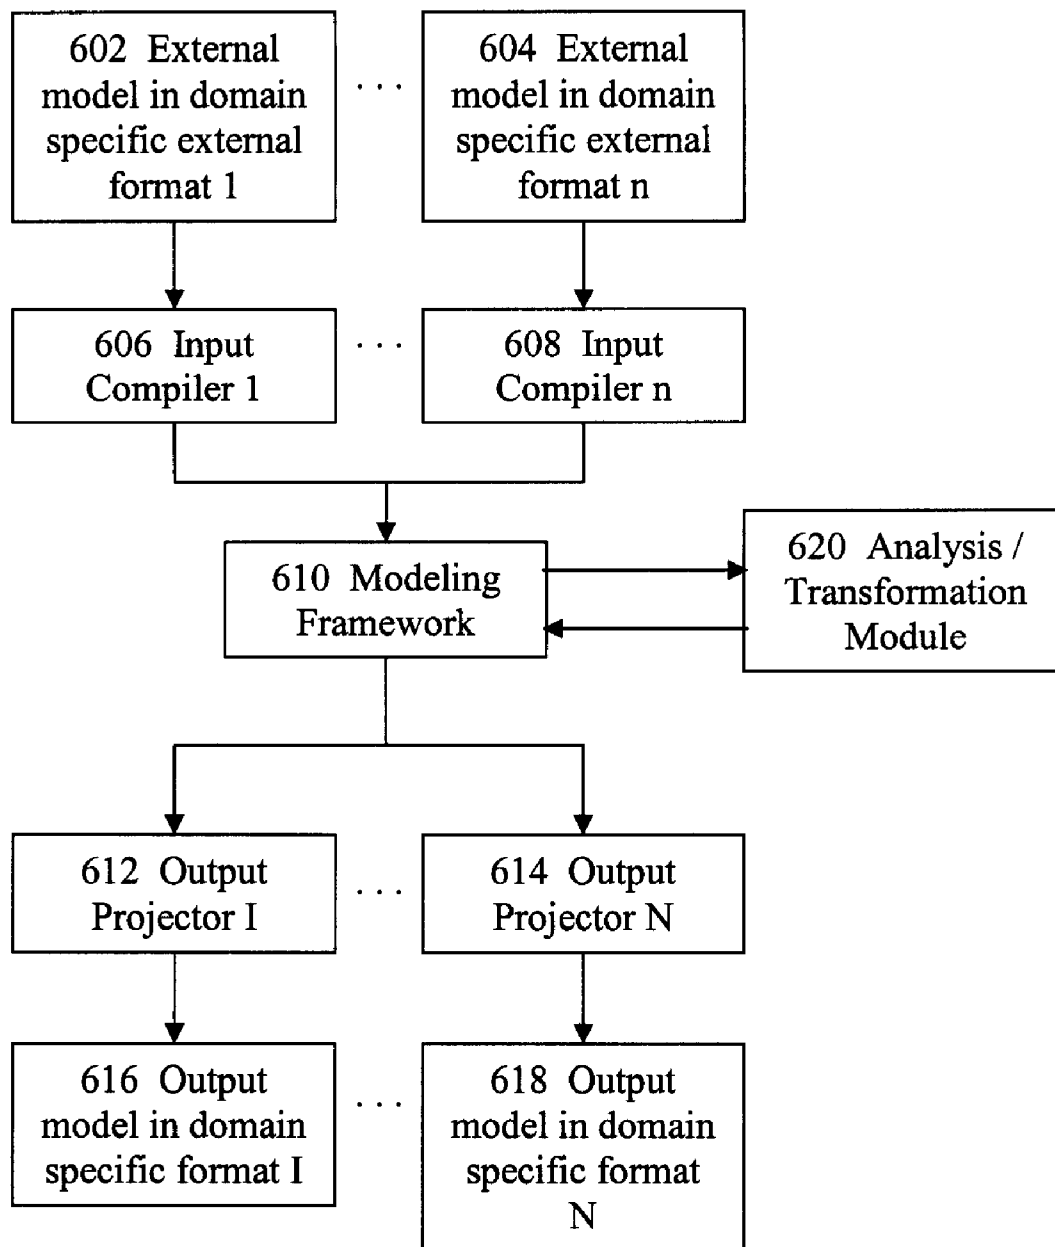 602 External
model in domain
specific external
format 1
. . .
604 External
model in domain
specific external
format n
606 Input
Compiler 1
. . .
608 Input
Compiler n
610 Modeling
Framework
620 Analysis /
Transformation
Module
612 Output
Projector I
. . .
614 Output
Projector N
616 Output
model in domain
specific format I
. . .
618 Output
model in domain
specific format
N